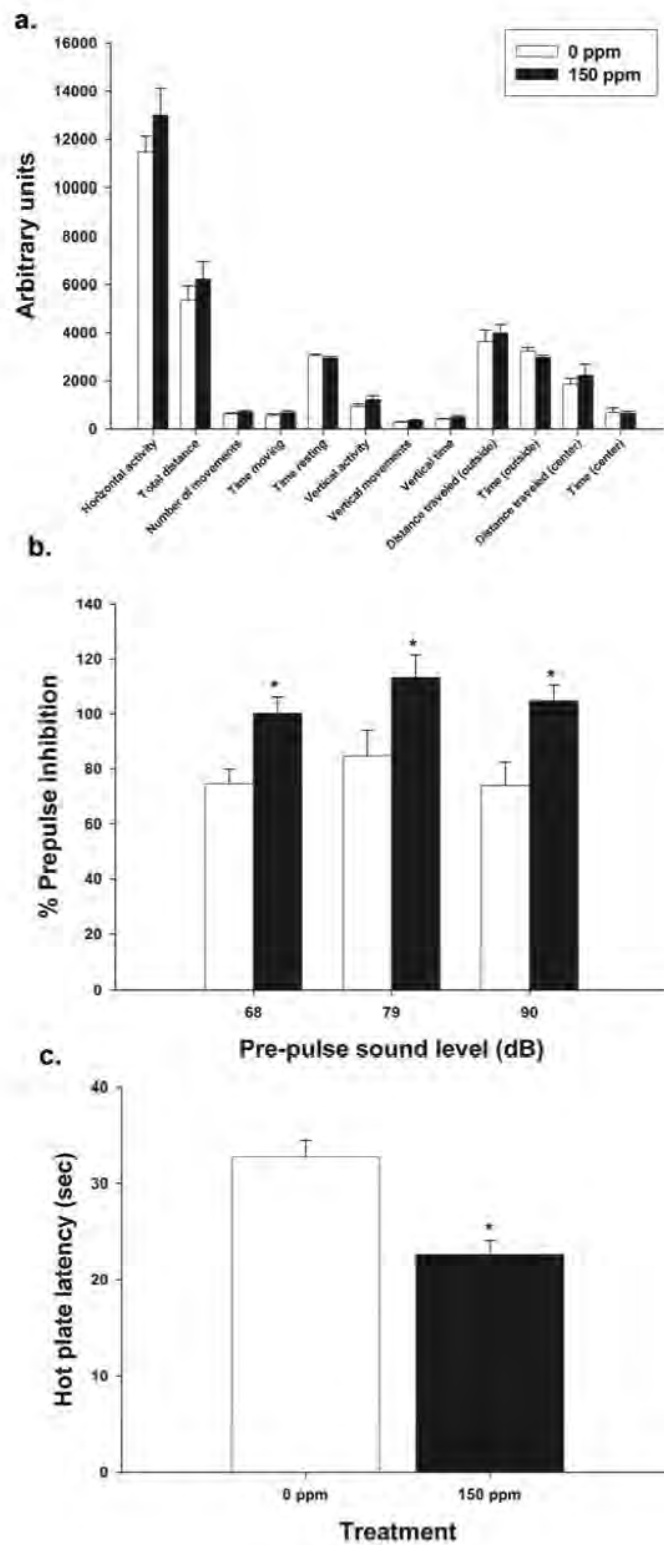 a.
16000
14000
12000
10000
8000
6000
4000
2000
0
Arbitrary units
0 ppm
150 ppm
Horizontal activity
Total distance
Number of movements
Time moving
Time resting
Vertical activity
Vertical movements
Vertical time
Distance traveled (outside)
Time (outside)
Distance traveled (center)
Time (center)
b.
140
120
100
80
60
40
20
0
% Prepulse inhibition
*
*
*
68 79 90
Pre-pulse sound level (dB)
c.
40
30
20
10
0
Hot plate latency (sec)
*
0 ppm 150 ppm
Treatment